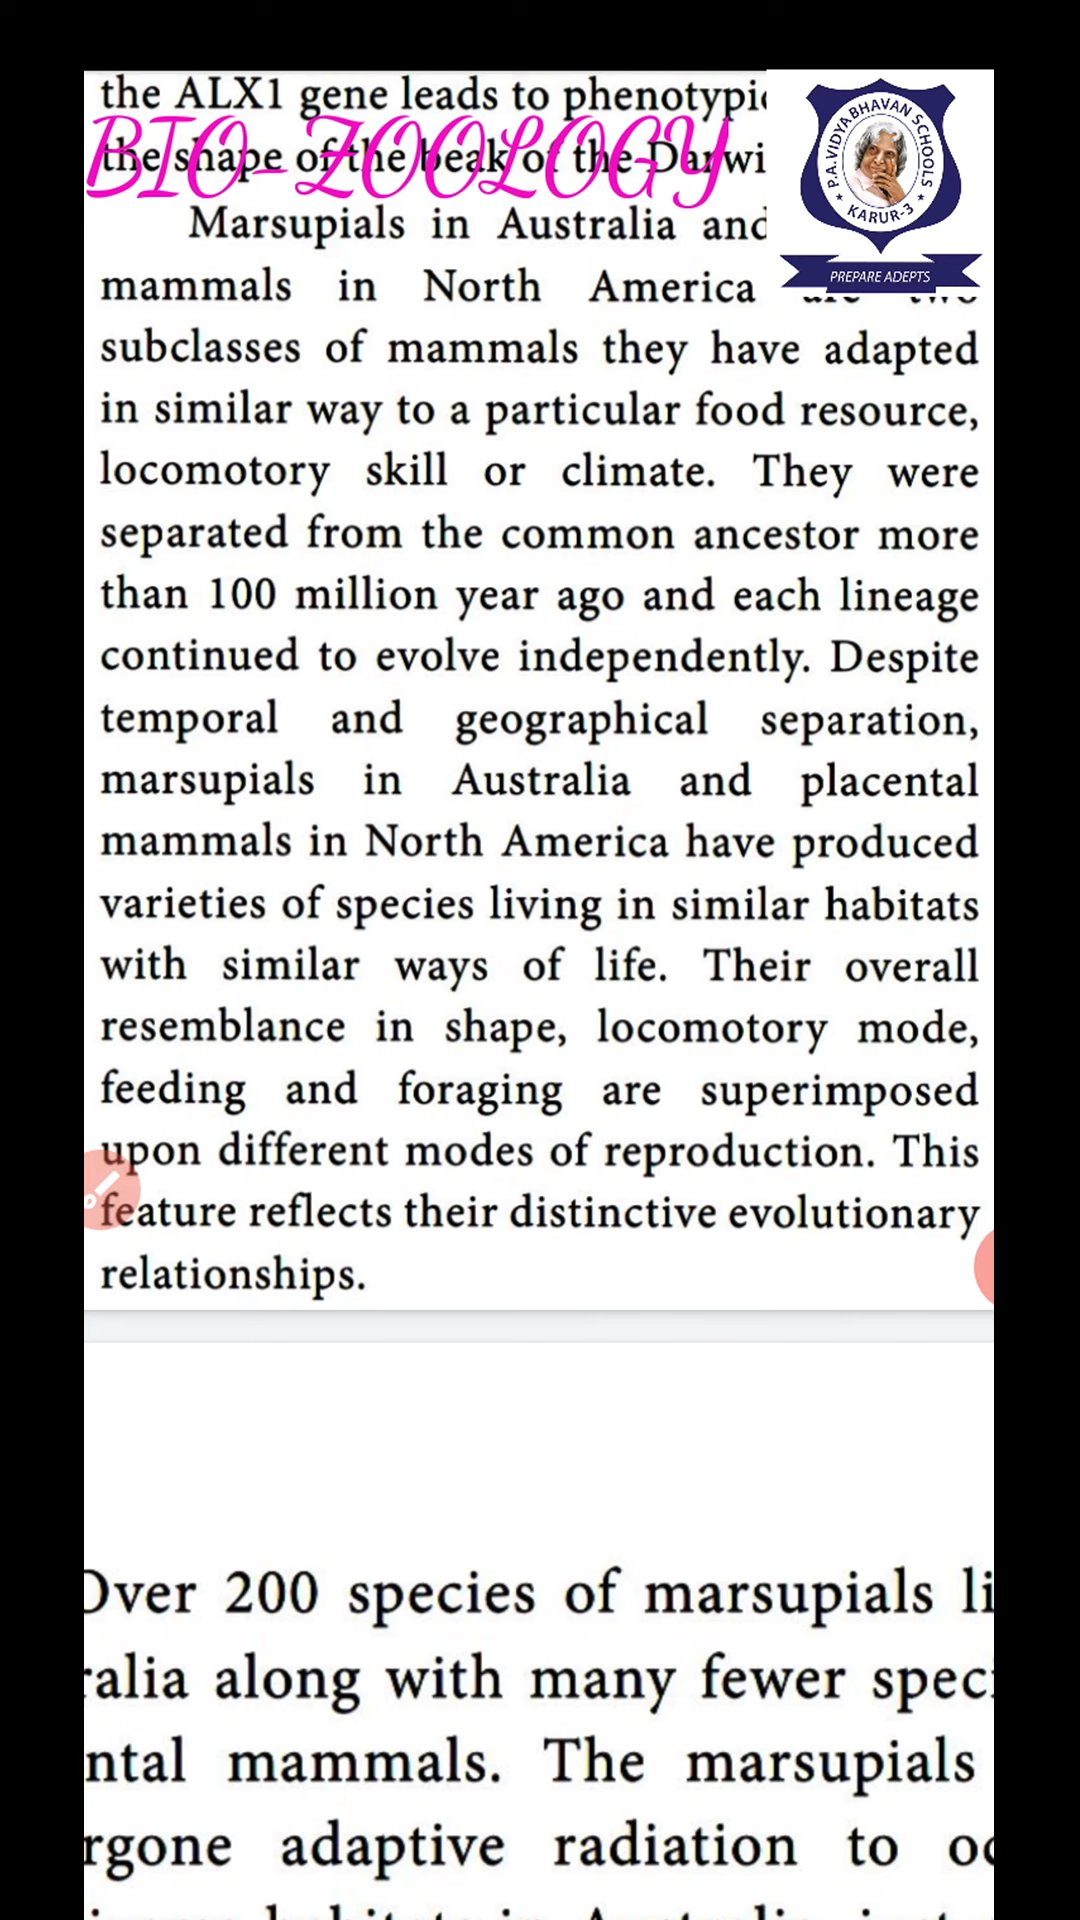 the ALX1 gene leads to
BIO-ZOOLOGY
the shape of the beak of the
P.A. VIDYA BHAVAN SCHOOLS
KARUR-3
PREPARE ADEPTS
Marsupials in Australia and
mammals in North America are two
subclasses of mammals they have adapted
in similar way to a particular food resource,
locomotory skill or climate. They were
separated from the common ancestor more
than 100 million year ago and each lineage
continued to evolve independently. Despite
temporal and geographical separation,
marsupials in Australia and placental
mammals in North America have produced
varieties of species living in similar habitats
with similar ways of life. Their overall
resemblance in shape, locomotory mode,
feeding and foraging are superimposed
upon different modes of reproduction. This
feature reflects their distinctive evolutionary
relationships.
Over 200 species of marsupials li
ralia along with many fewer speci
ntal mammals. The marsupials
rgone adaptive radiation to oc